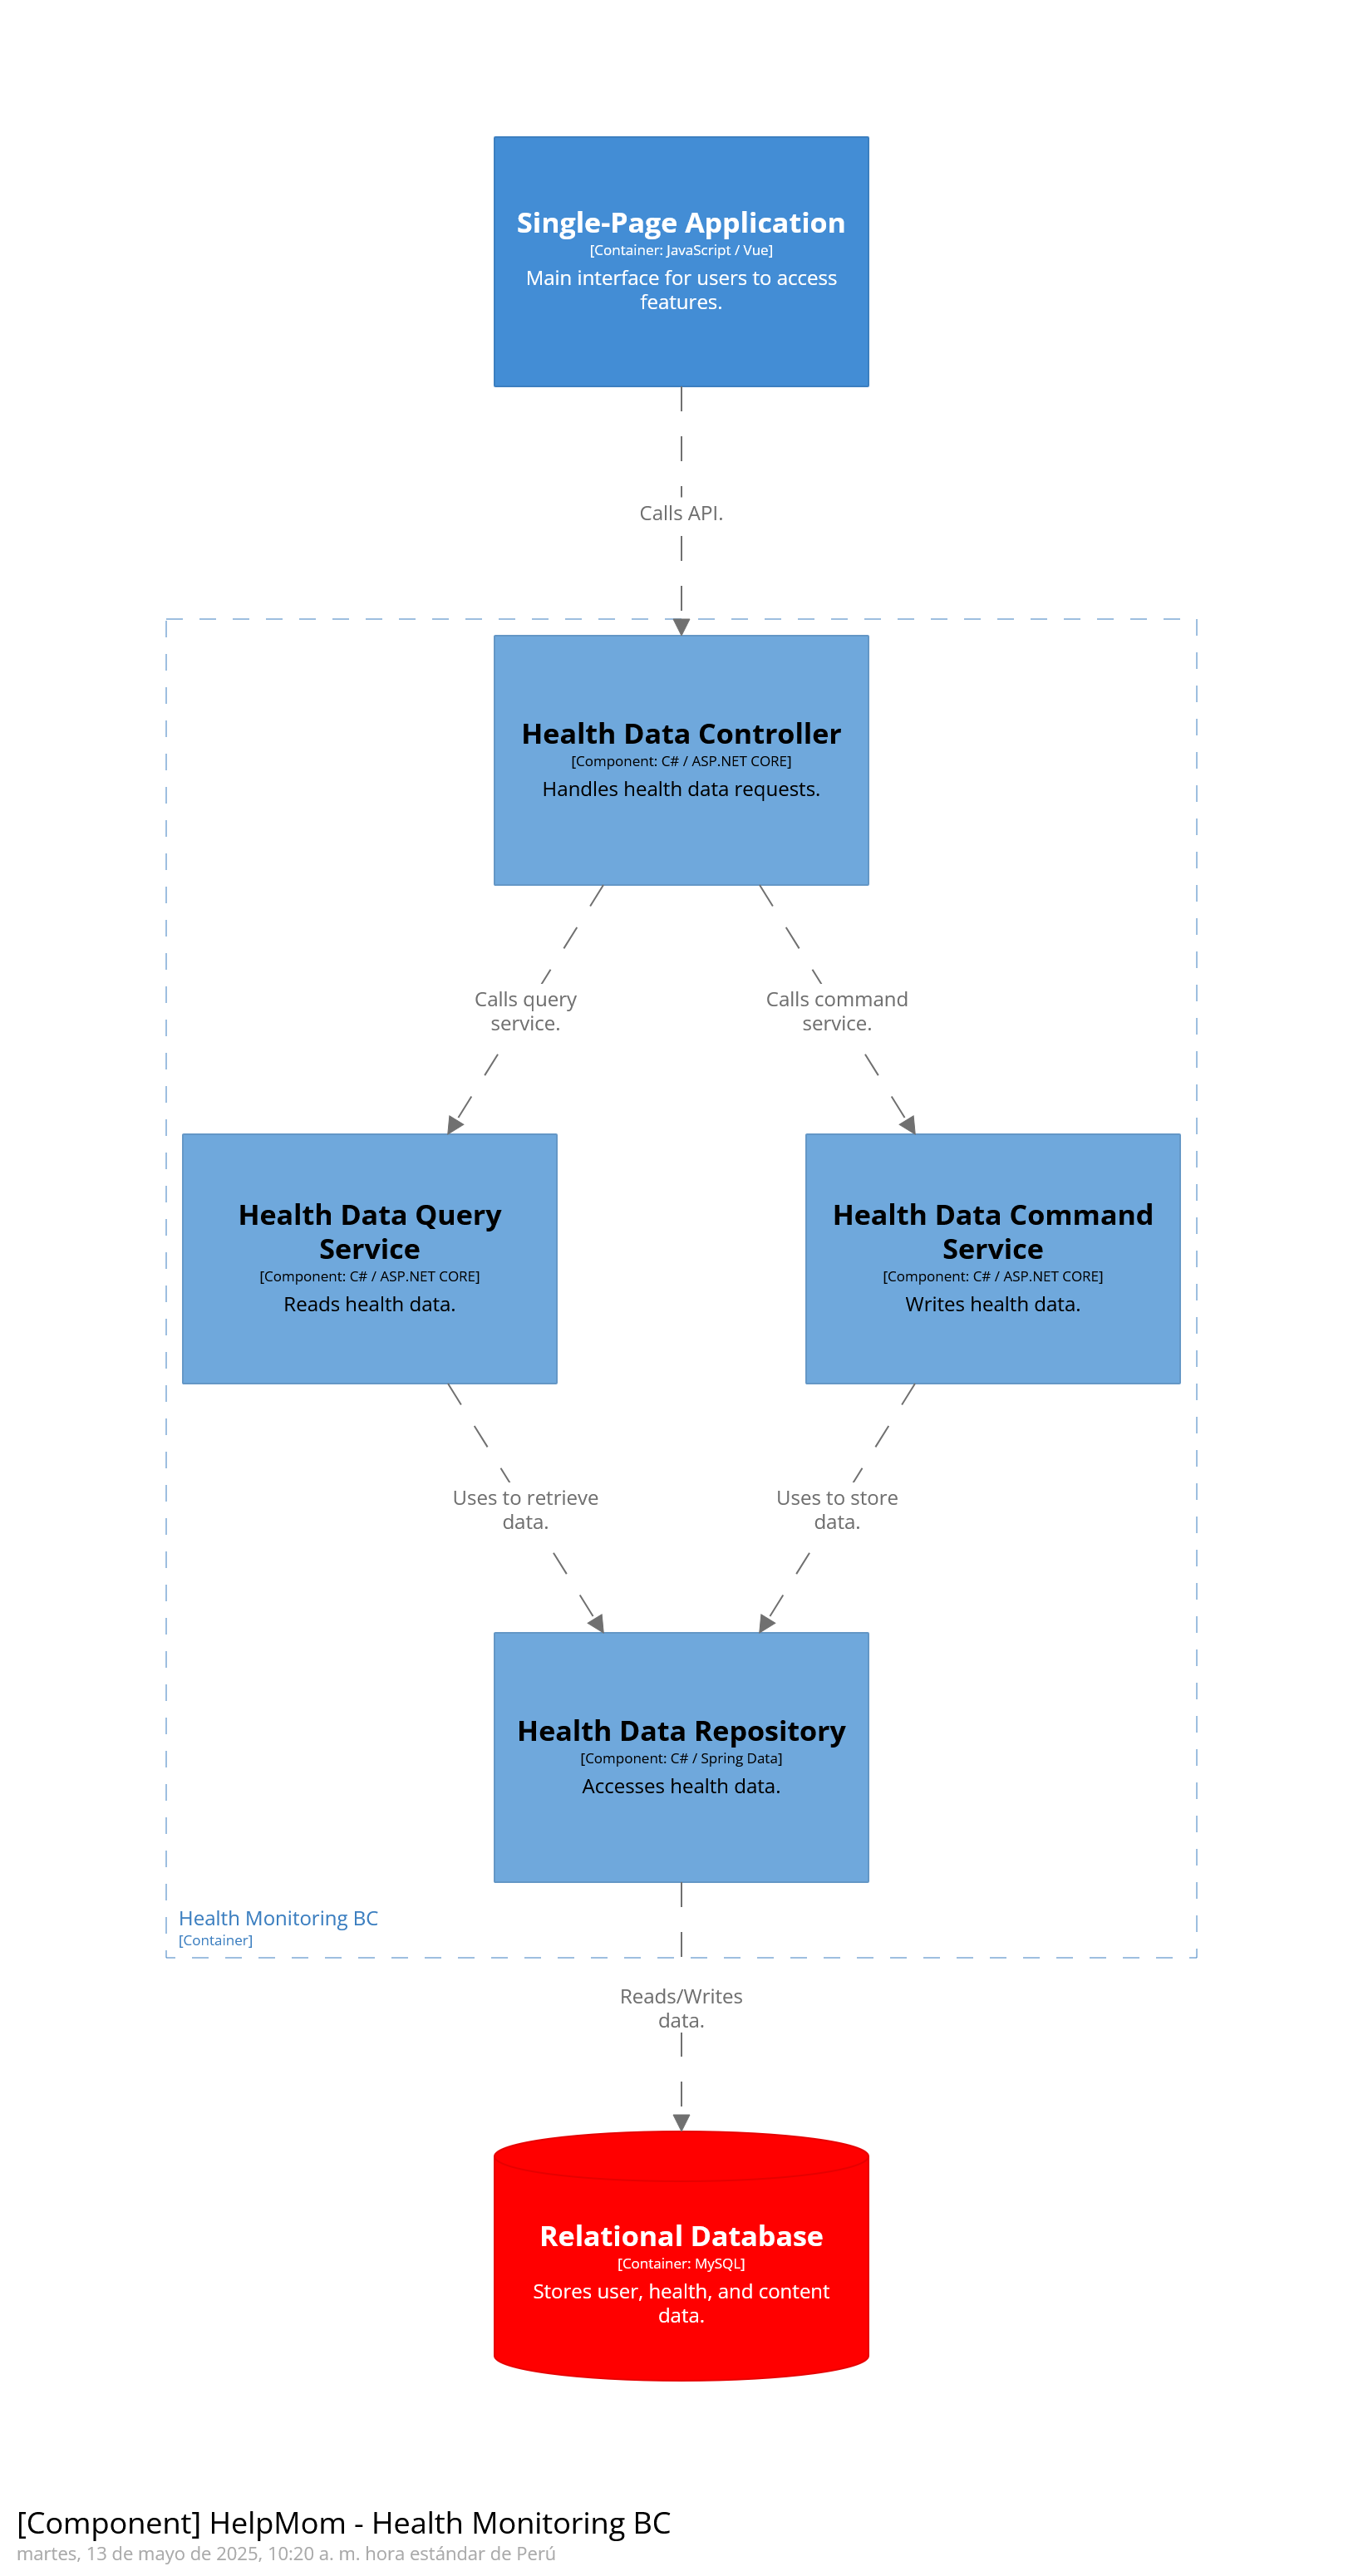 Single-Page Application
[Container: JavaScript / Vue]
Main interface for users to access
features.
Calls API.
Health Data Controller
[Component: C# / ASP.NET CORE]
Handles health data requests.
Calls query
service.
Calls command
service.
Health Data Query
Service
[Component: C# / ASP.NET CORE]
Reads health data.
Health Data Command
Service
[Component: C# / ASP.NET CORE]
Writes health data.
Uses to retrieve
data.
Uses to store
data.
Health Data Repository
[Component: C# / Spring Data]
Accesses health data.
Health Monitoring BC
[Container]
Reads/Writes
data.
Relational Database
[Container: MySQL]
Stores user, health, and content
data.
[Component] HelpMom - Health Monitoring BC
martes, 13 de mayo de 2025, 10:20 a. m. hora estándar de Perú